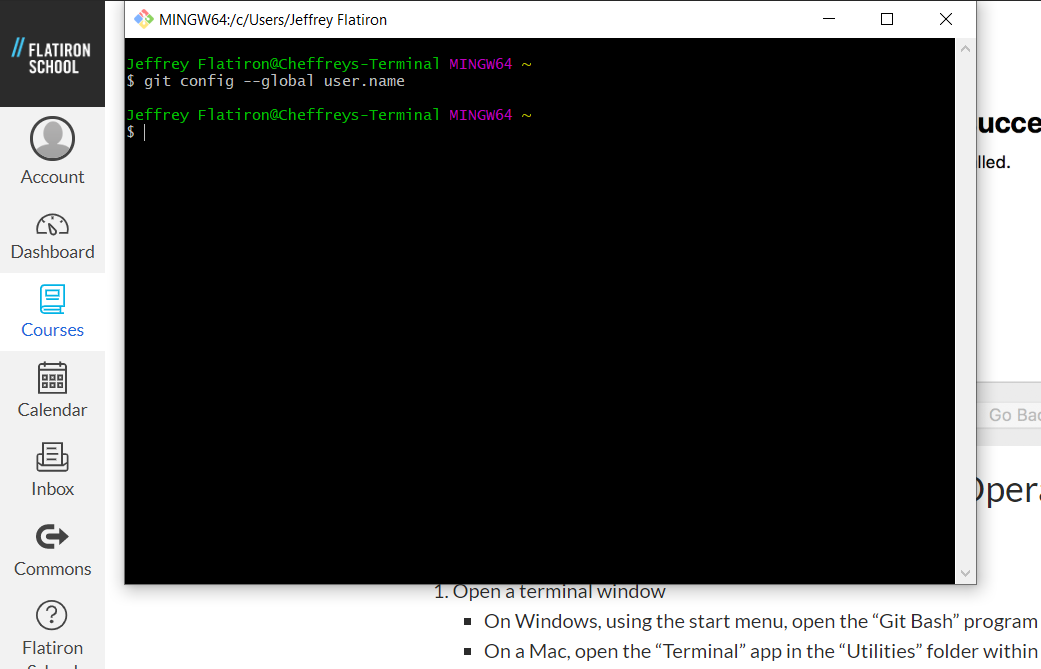 MINGW64:/c/Users/Jeffrey Flatiron
FLATIRON
SCHOOL
Account
Dashboard
Courses
Calendar
Inbox
Commons
Flatiron
Jeffrey Flatiron@Cheffreys-Terminal MINGW64 ~
$ git config --global user.name
Jeffrey Flatiron@Cheffreys-Terminal MINGW64 ~
$
ucce
lled.
Go Bac
Opera
1. Open a terminal window
▪ On Windows, using the start menu, open the “Git Bash” program
▪ On a Mac, open the “Terminal” app in the “Utilities” folder within